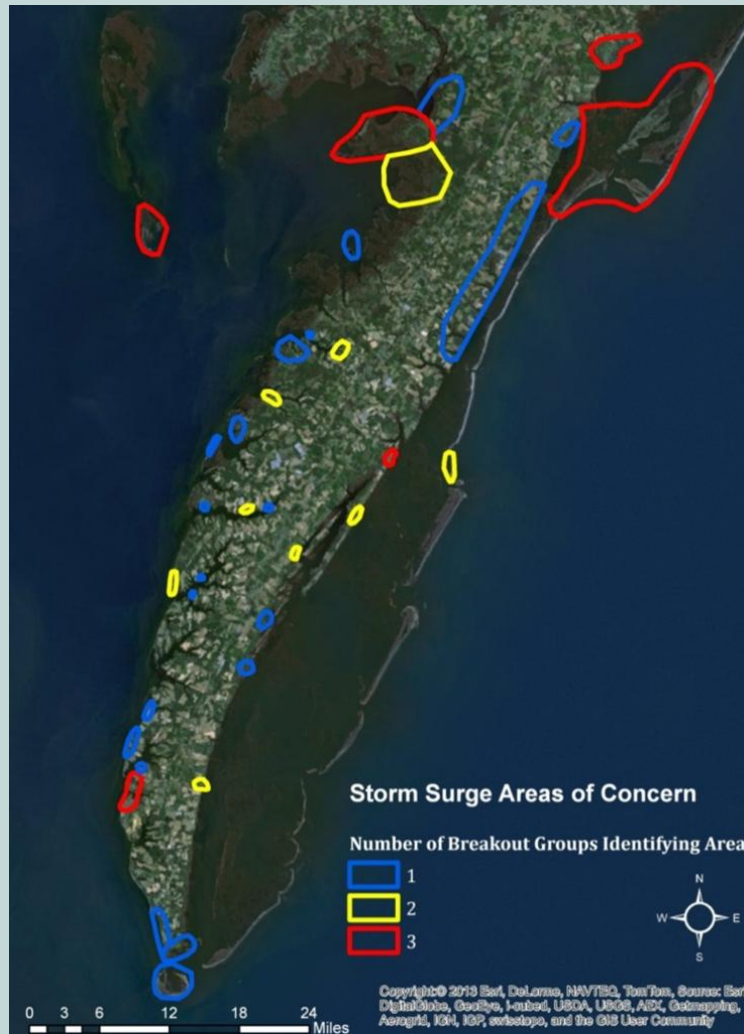 Storm Surge Areas of Concern
Number of Breakout Groups Identifying Area
1
2
3
N
W E
S
Copyright:© 2013 Esri, DeLorme, NAVTEQ, TomTom, Source: Esri
DigitalGlobe, GeoEye, i-cubed, USDA, USGS, AEX, Getmapping,
Aerogrid, IGN, IGP, swisstopo, and the GIS User Community
0 3 6 12 18 24
Miles